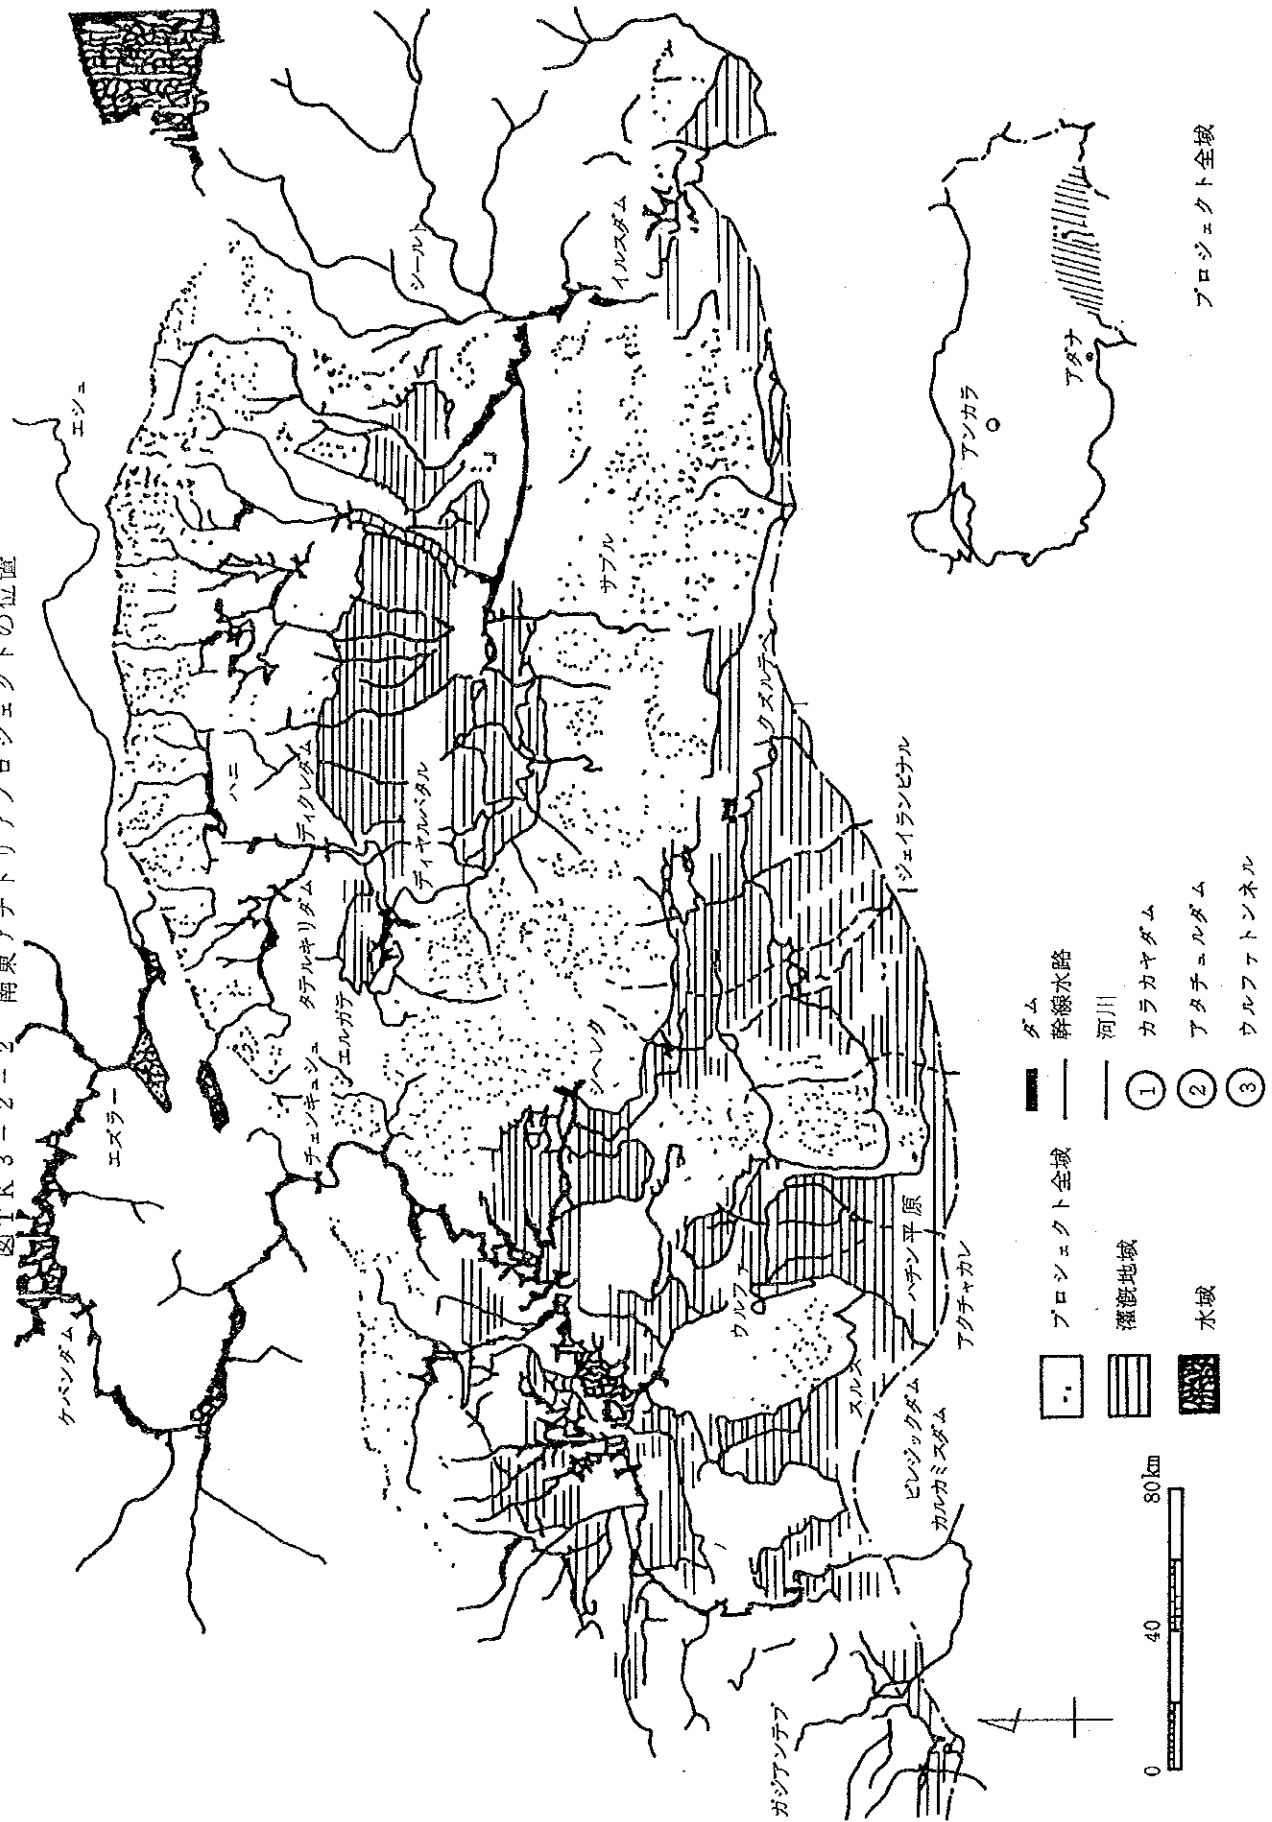 図TK3-2-2 南東アナトリアプロジェクトの位置
エシュ
エズラー
ケバンダム
シールト
イルスダム
ハニ
ディクレダム
タテルキリダム
チェンキュシュ
エルガテ
ディヤルバクル
サブル
シヘレク
クズルテペ
ジェイランピナル
ウルファ
ハラン平原
アクチャカレ
スルス
ビレジックダム
カルカミスダム
ガジアンテプ
アンカラ
アダナ
プロジェクト全域
プロジェクト全域
灌漑地域
水域
ダム
幹線水路
河川
① カラカヤダム
② アタチュルダム
③ ウルファトンネル
0 40 80km